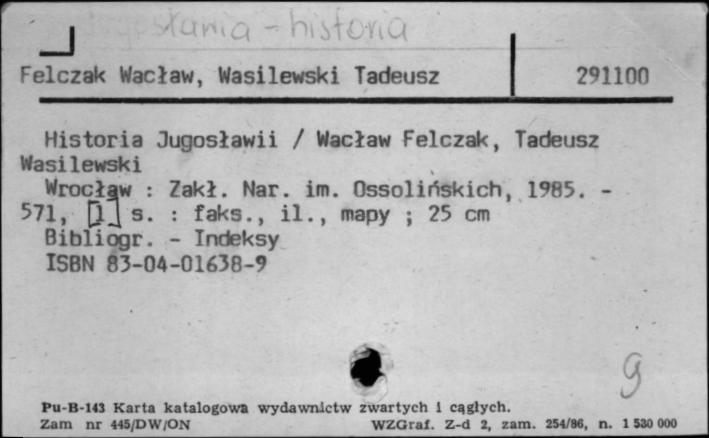 Jugosławia - historia
Felczak Wacław, Wasilewski Tadeusz 291100
Historia Jugosławii / Wacław Felczak, Tadeusz
Wasilewski
Wrocław : Zakł. Nar. im. Ossolińskich, 1985. -
571, [1] s. : faks., il., mapy ; 25 cm
Bibliogr. - Indeksy
ISBN 83-04-01638-9
g
Pu-B-143 Karta katalogowa wydawnictw zwartych i ciągłych.
Zam nr 445/DW/ON WZGraf. Z-d 2, zam. 254/86, n. 1 530 000